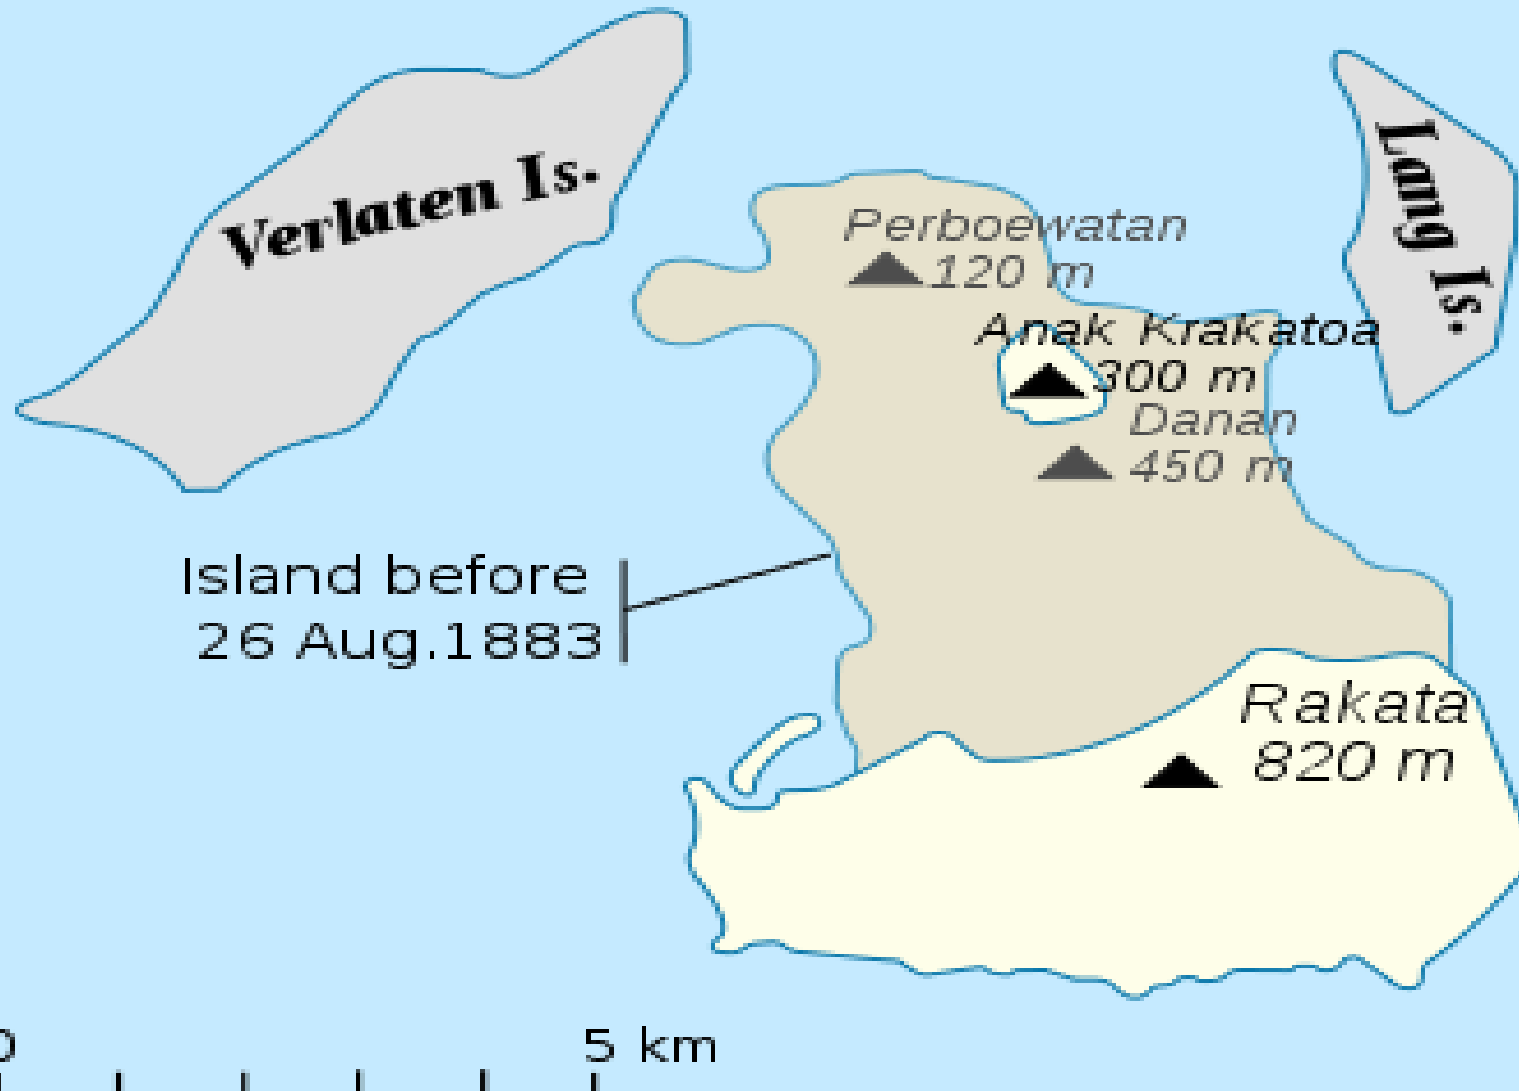 Verlaten Is.
Lang Is.
Perboewatan
120 m
Anak Krakatoa
300 m
Danan
450 m
Island before
26 Aug.1883
Rakata
820 m
0
5 km